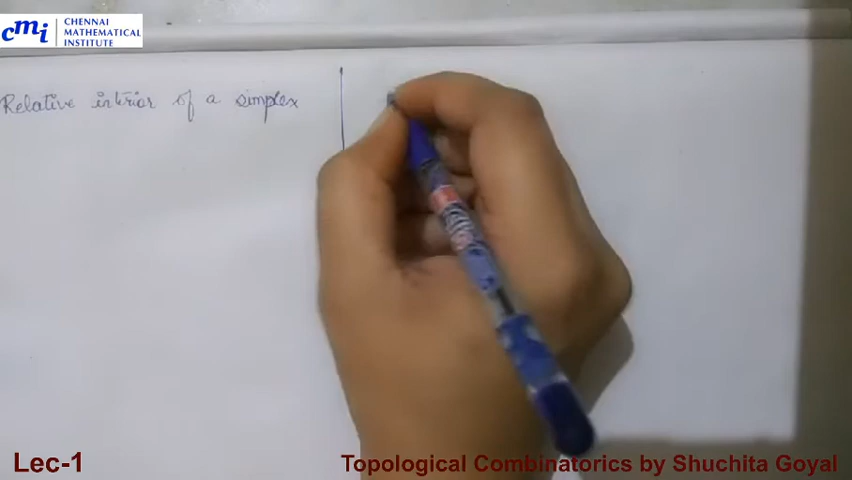 cmi CHENNAI
MATHEMATICAL
INSTITUTE
Relative interior of a simplex
Lec-1
Topological Combinatorics by Shuchita Goyal